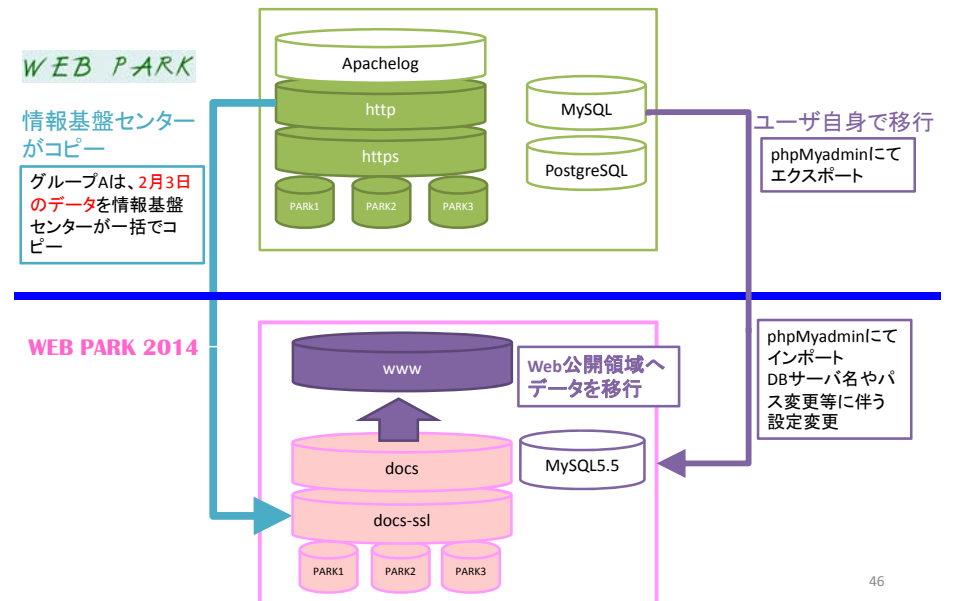 WEB PARK
情報基盤センター
がコピー
グループAは、2月3日
のデータを情報基盤
センターが一括でコ
ピー
Apachelog
http
https
PARk1
PARK2
PARK3
MySQL
PostgreSQL
ユーザ自身で移行
phpMyadminにて
エクスポート
WEB PARK 2014
www
Web公開領域へ
データを移行
docs
docs-ssl
PARK1
PARK2
PARK3
MySQL5.5
phpMyadminにて
インポート
DBサーバ名やパ
ス変更等に伴う
設定変更
46